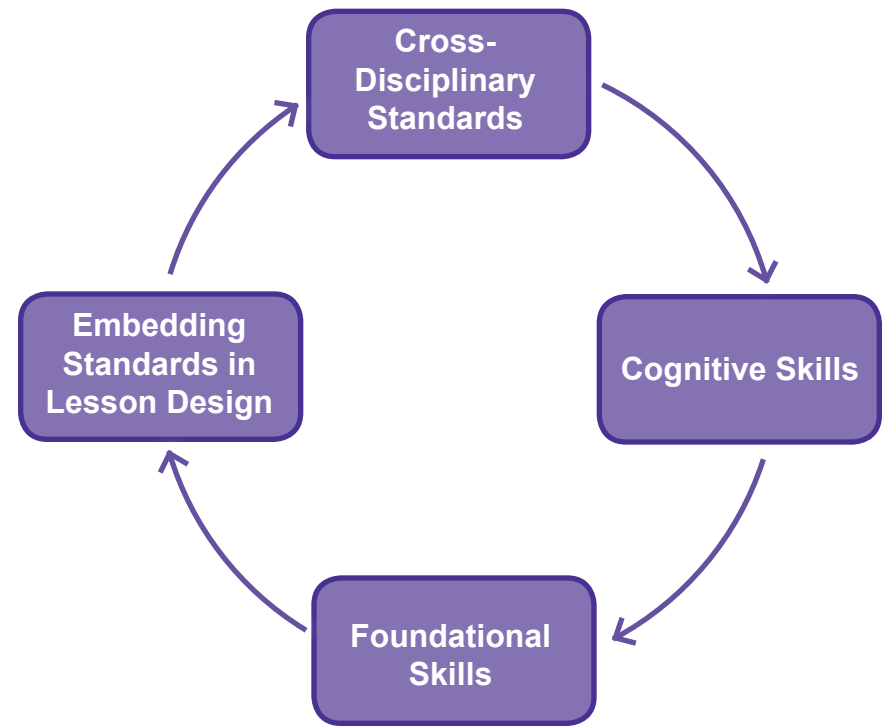 Cross-
Disciplinary
Standards
Cognitive Skills
Foundational
Skills
Embedding
Standards in
Lesson Design